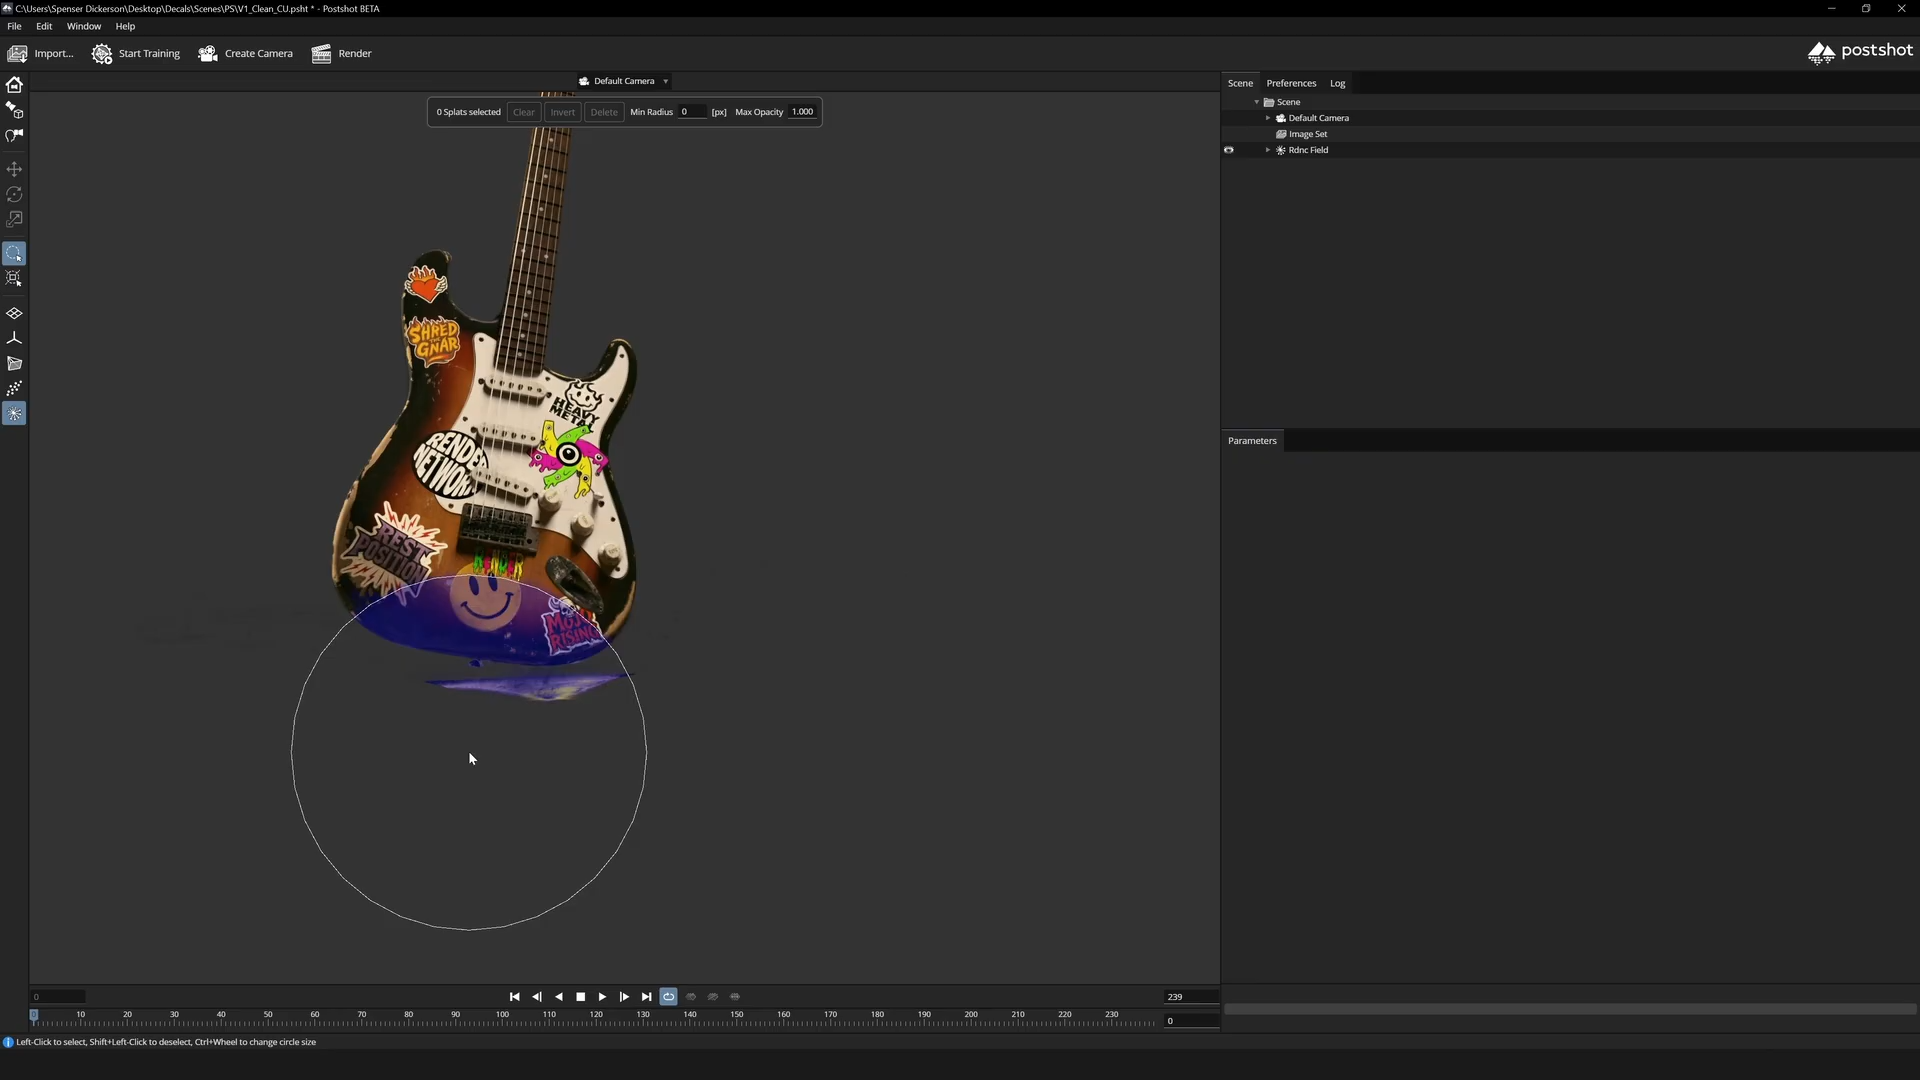 C:\Users\Spenser Dickerson\Desktop\Decals\Scenes\PS\V1_Clean_CU.psht * - Postshot BETA
File Edit Window Help
Import... Start Training Create Camera Render
postshot
Default Camera
Scene Preferences Log
0 Splats selected Clear Invert Delete Min Radius 0 [px] Max Opacity 1.000
Scene
Default Camera
Image Set
Rdnc Field
SHRED
THE
GNAR
HEAVY
METAL
RENDER
NETWORK
REST
POSITION
RENDER
MOJO
RISING
Parameters
0
239
0 10 20 30 40 50 60 70 80 90 100 110 120 130 140 150 160 170 180 190 200 210 220 230
0
Left-Click to select, Shift+Left-Click to deselect, Ctrl+Wheel to change circle size